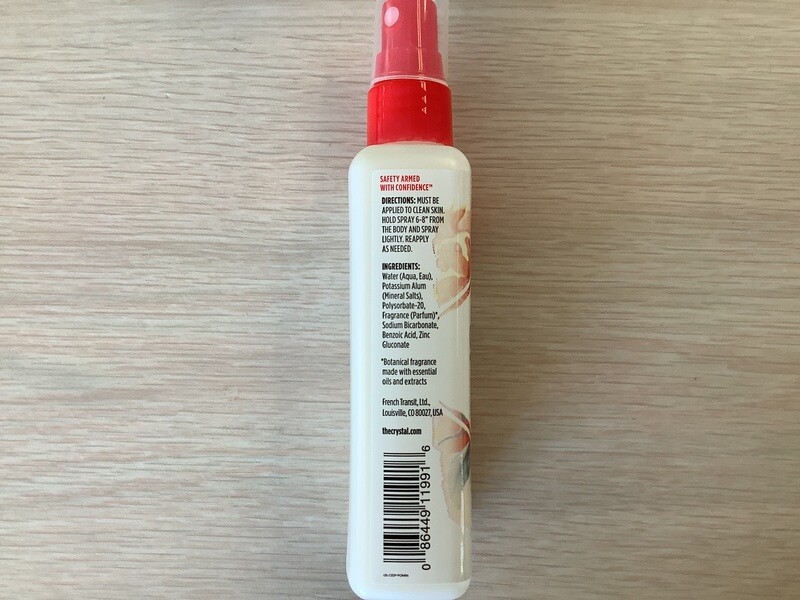 SAFETY ARMED
WITH CONFIDENCE™
DIRECTIONS: MUST BE
APPLIED TO CLEAN SKIN.
HOLD SPRAY 6-8" FROM
THE BODY AND SPRAY
LIGHTLY. REAPPLY
AS NEEDED.
INGREDIENTS:
Water (Aqua, Eau),
Potassium Alum
(Mineral Salts),
Polysorbate-20,
Fragrance (Parfum)*,
Sodium Bicarbonate,
Benzoic Acid, Zinc
Gluconate
*Botanical fragrance
made with essential
oils and extracts
French Transit, Ltd.,
Louisville, CO 80027, USA
thecrystal.com
0 86449 11991 6